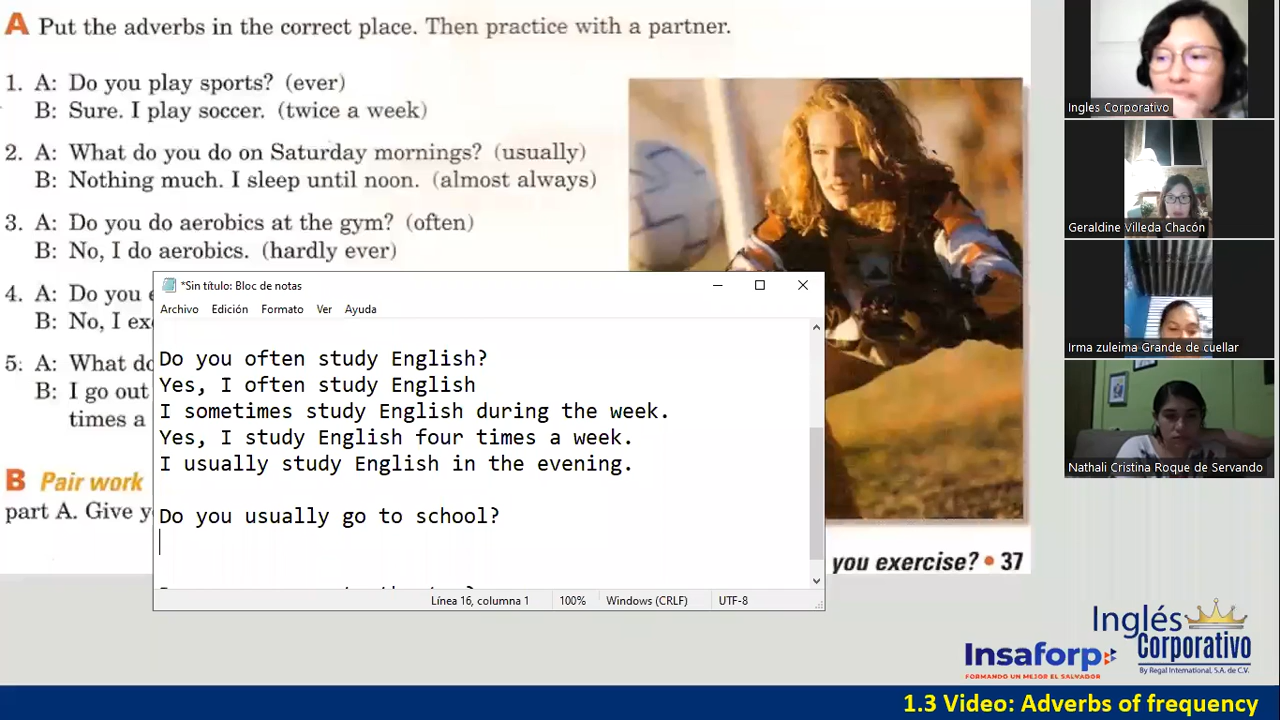 A Put the adverbs in the correct place. Then practice with a partner.
1. A: Do you play sports? (ever)
B: Sure. I play soccer. (twice a week)
2. A: What do you do on Saturday mornings? (usually)
B: Nothing much. I sleep until noon. (almost always)
3. A: Do you do aerobics at the gym? (often)
B: No, I do aerobics. (hardly ever)
4. A: Do you
B: No, I
5: A: What do
B: I go out
times a
B Pair work
part A. Give
you exercise? • 37
*Sin título: Bloc de notas
Archivo Edición Formato Ver Ayuda
Do you often study English?
Yes, I often study English
I sometimes study English during the week.
Yes, I study English four times a week.
I usually study English in the evening.
Do you usually go to school?
Línea 16, columna 1 100% Windows (CRLF) UTF-8
Ingles Corporativo
Geraldine Villeda Chacón
Irma zuleima Grande de cuellar
Nathali Cristina Roque de Servando
Insaforp
FORMANDO UN MEJOR EL SALVADOR
Inglés
Corporativo
By Regal International, S.A. de C.V.
1.3 Video: Adverbs of frequency